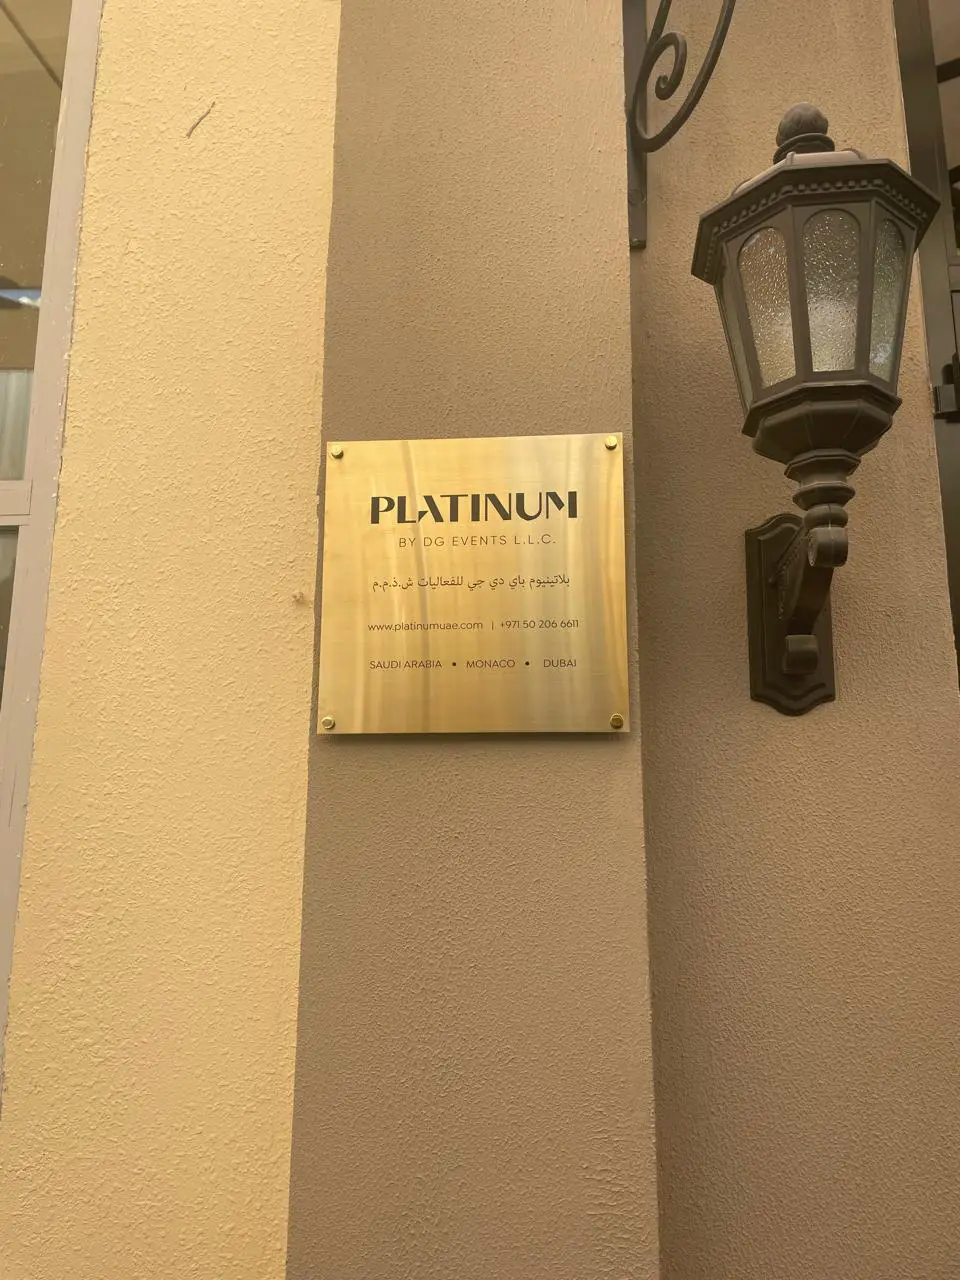 PLATINUM
BY DG EVENTS L.L.C.
بلاتينيوم باي دي جي للفعاليات ش.ذ.م.م
www.platinumuae.com | +971 50 206 6611
SAUDI ARABIA • MONACO • DUBAI